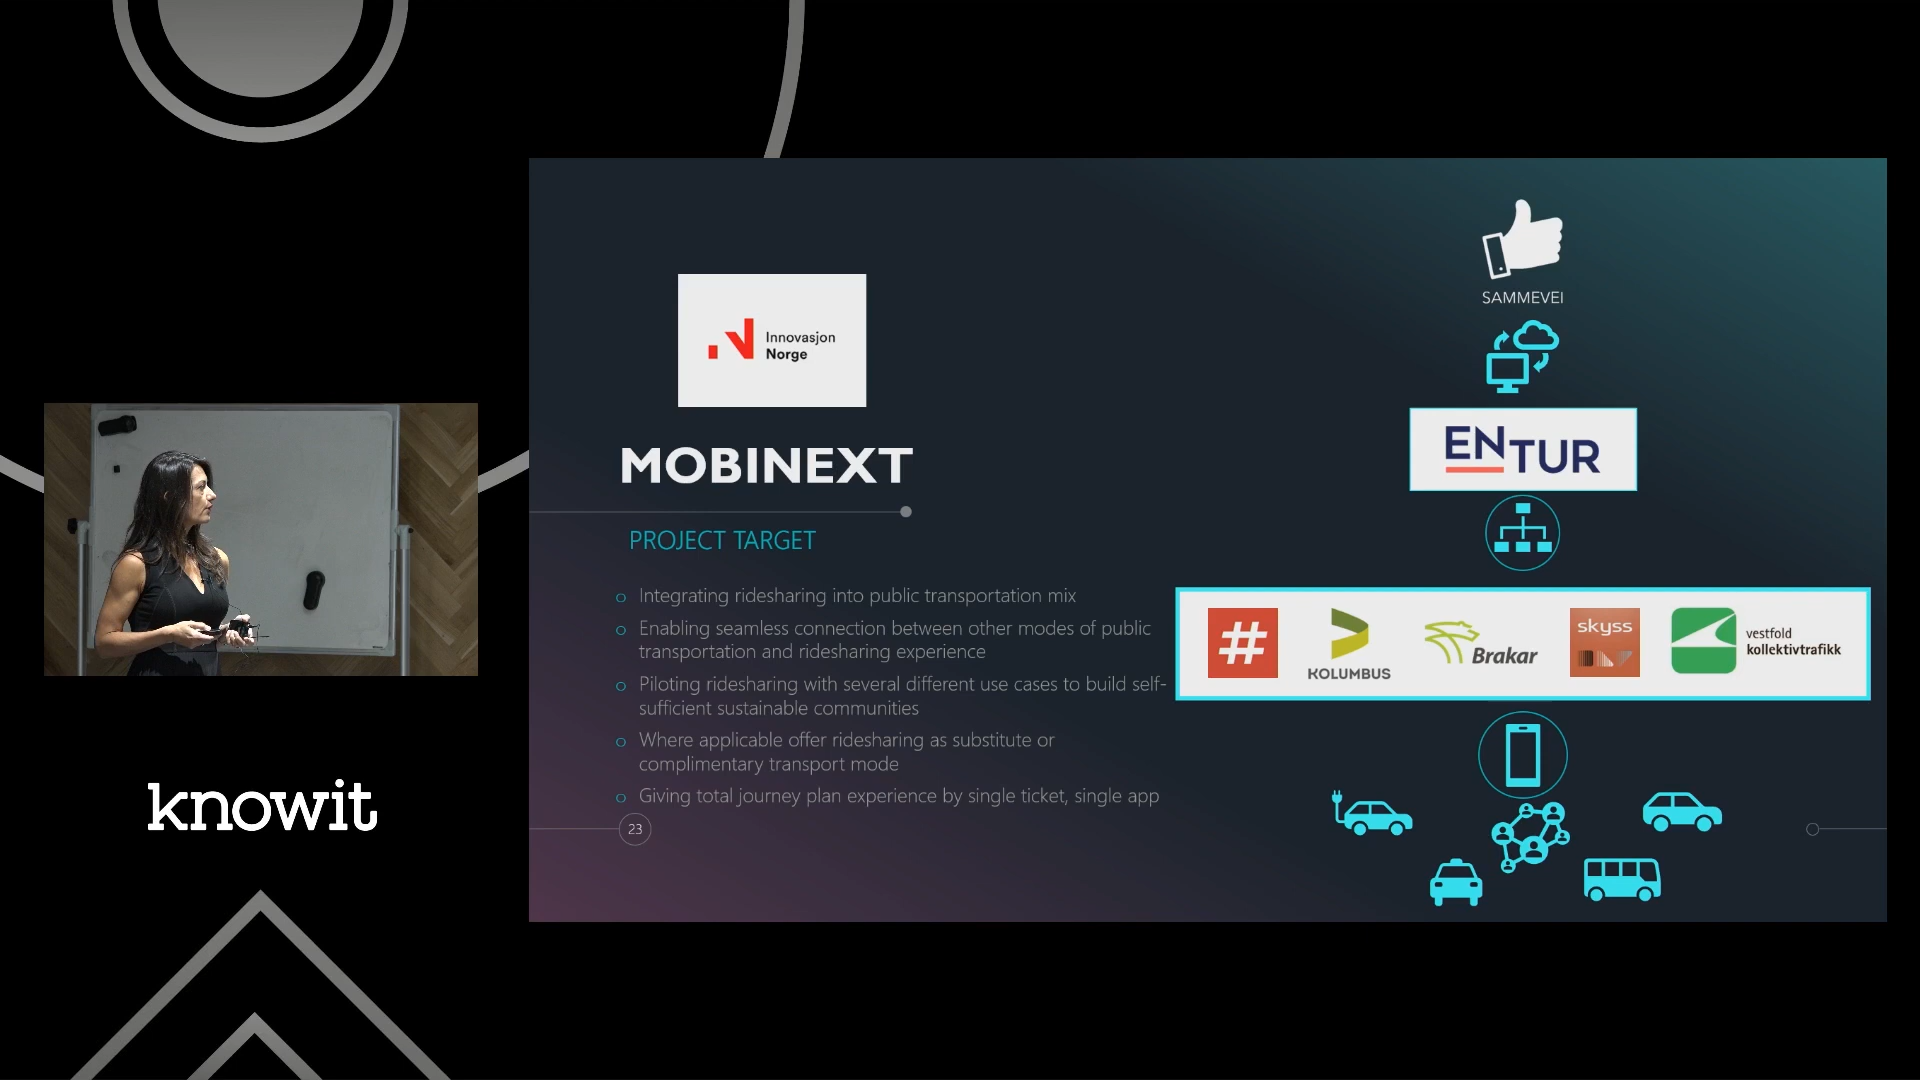 Innovasjon
Norge
MOBINEXT
PROJECT TARGET
o Integrating ridesharing into public transportation mix
o Enabling seamless connection between other modes of public
transportation and ridesharing experience
o Piloting ridesharing with several different use cases to build self-
sufficient sustainable communities
o Where applicable offer ridesharing as substitute or
complimentary transport mode
o Giving total journey plan experience by single ticket, single app
23
SAMMEVEI
ENTUR
#
KOLUMBUS
Brakar
skyss
vestfold
kollektivtrafikk
knowit